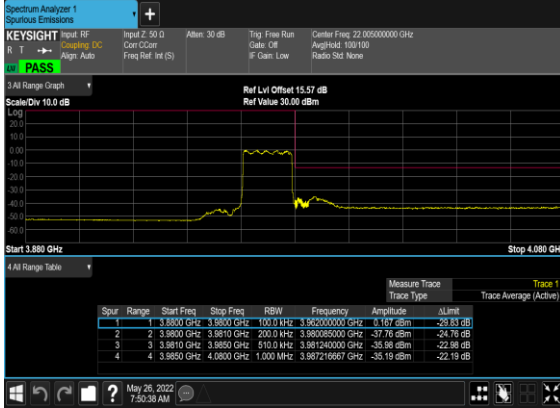 Spectrum Analyzer 1
Spurious Emissions
KEYSIGHT Input: RF Input Z: 50 Ω Atten: 30 dB Trig: Free Run Center Freq: 22.005000000 GHz
R T Coupling: DC Corr CCorr Gate: Off Avg|Hold: 100/100
Align: Auto Freq Ref: Int (S) IF Gain: Low Radio Std: None
LXI PASS
3 All Range Graph
Ref Lvl Offset 15.57 dB
Scale/Div 10.0 dB Ref Value 30.00 dBm
Log
20.0
10.0
0.00
-10.0
-20.0
-30.0
-40.0
-50.0
-60.0
Start 3.880 GHz Stop 4.080 GH
4 All Range Table
Measure Trace Trace 1
Trace Type Trace Average (Active)
Spur Range Start Freq Stop Freq RBW Frequency Amplitude ΔLimit
1 1 3.8800 GHz 3.9800 GHz 100.0 kHz 3.962000000 GHz 0.167 dBm -29.83 dB
2 2 3.9800 GHz 3.9810 GHz 200.0 kHz 3.980085000 GHz -37.76 dBm -24.76 dB
3 3 3.9810 GHz 3.9850 GHz 510.0 kHz 3.981240000 GHz -35.98 dBm -22.98 dB
4 4 3.9850 GHz 4.0800 GHz 1.000 MHz 3.987216667 GHz -35.19 dBm -22.19 dB
May 26, 2022
7:50:38 AM